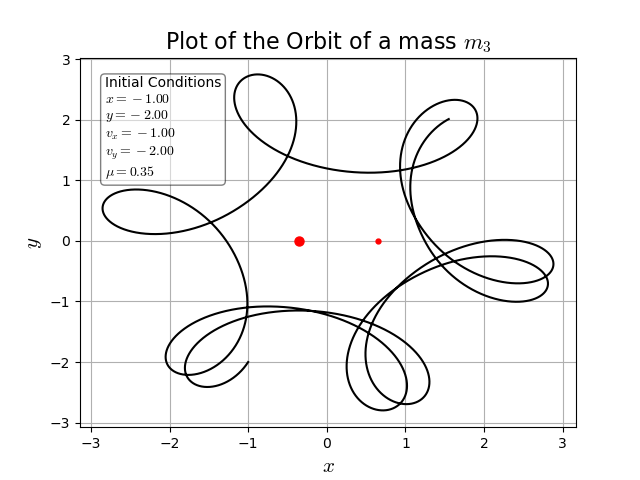 Plot of the Orbit of a mass m₃
Initial Conditions
x = −1.00
y = −2.00
vₓ = −1.00
v_y = −2.00
μ = 0.35
3
2
1
0
−1
−2
−3
y
−3 −2 −1 0 1 2 3
x